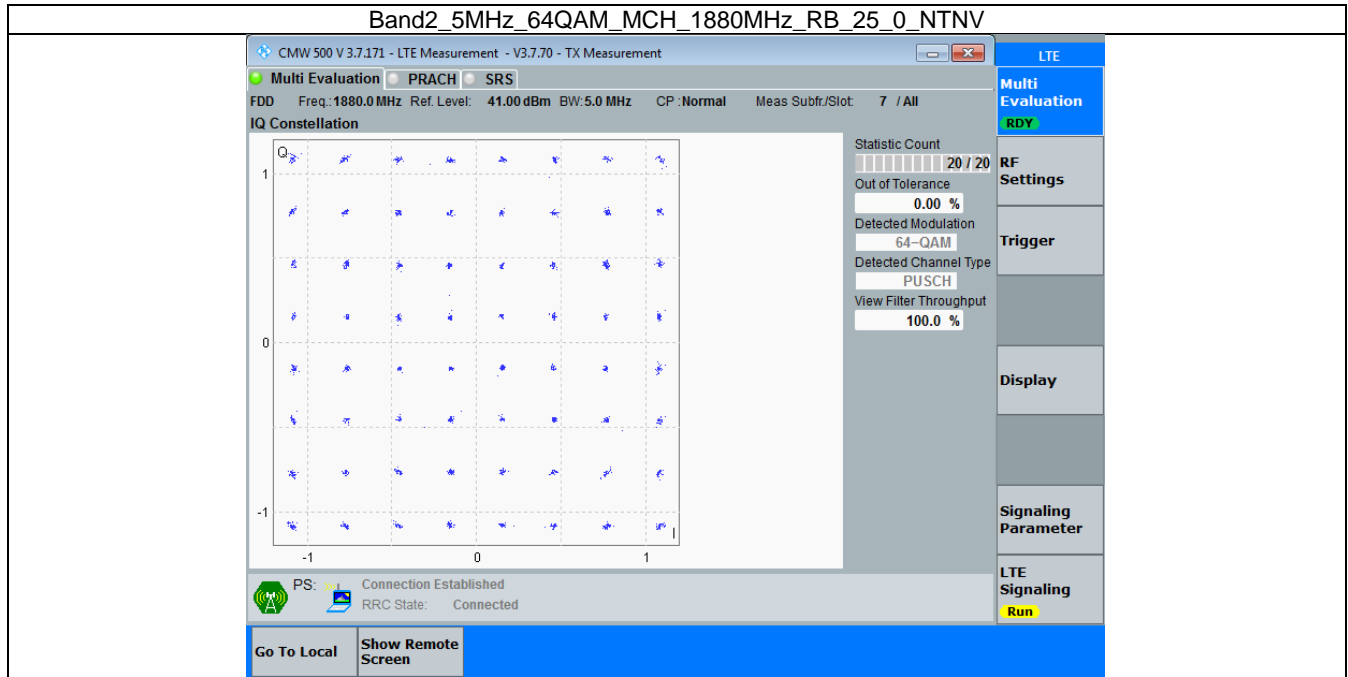 Band2_5MHz_64QAM_MCH_1880MHz_RB_25_0_NTNV
CMW 500 V 3.7.171 - LTE Measurement - V3.7.70 - TX Measurement
LTE
Multi Evaluation PRACH SRS
Multi
Evaluation
RDY
FDD Freq.:1880.0 MHz Ref. Level: 41.00 dBm BW:5.0 MHz CP :Normal Meas Subfr./Slot: 7 / All
IQ Constellation
Q
1
0
-1
-1 0 1
I
Statistic Count
20 / 20
Out of Tolerance
0.00 %
Detected Modulation
64-QAM
Detected Channel Type
PUSCH
View Filter Throughput
100.0 %
RF
Settings
Trigger
Display
Signaling
Parameter
LTE
Signaling
Run
PS: Connection Established
RRC State: Connected
Go To Local
Show Remote
Screen